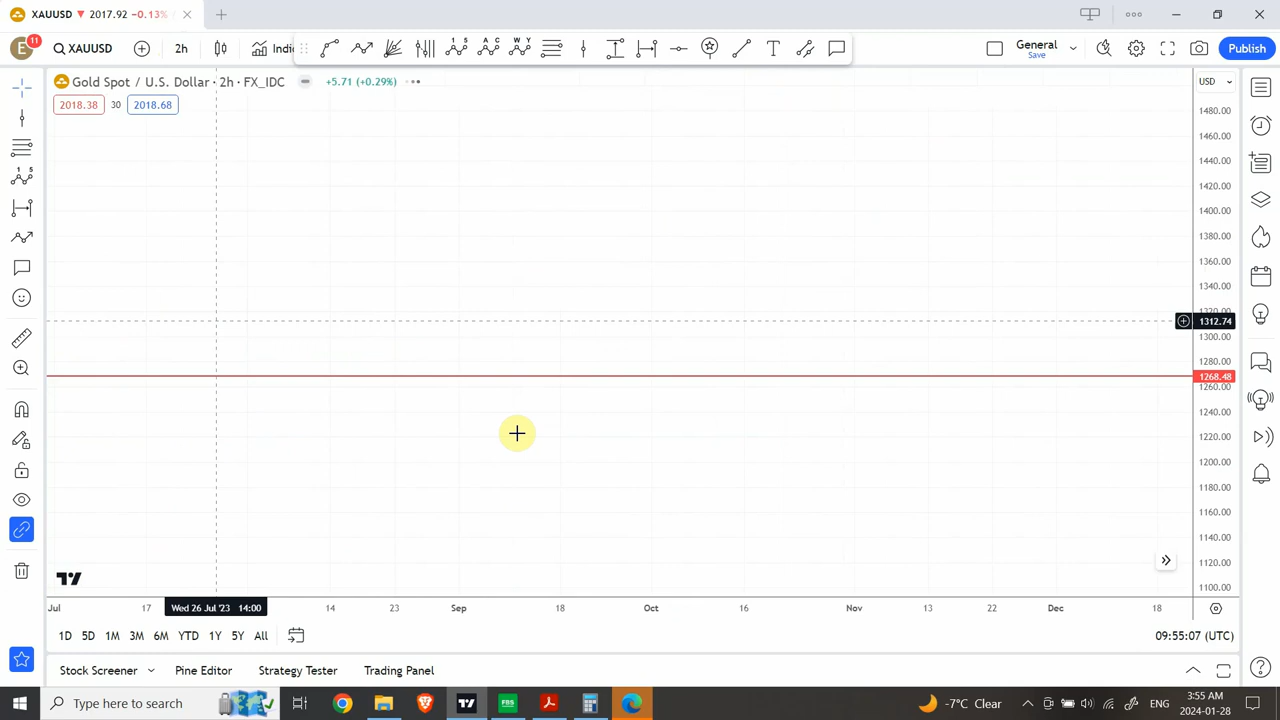 XAUUSD 2017.92 −0.13% /
E 11 XAUUSD 2h Indi General Save Publish
Gold Spot / U.S. Dollar · 2h · FX_IDC +5.71 (+0.29%) USD
2018.38 30 2018.68
1480.00
1460.00
1440.00
1420.00
1400.00
1380.00
1360.00
1340.00
1312.74
1300.00
1280.00
1268.48
1260.00
1240.00
1220.00
1200.00
1180.00
1160.00
1140.00
1120.00
1100.00
Jul 17 Wed 26 Jul '23 14:00 14 23 Sep 18 Oct 16 Nov 13 22 Dec 18
1D 5D 1M 3M 6M YTD 1Y 5Y All 09:55:07 (UTC)
Stock Screener Pine Editor Strategy Tester Trading Panel
Type here to search FBS -7°C Clear ENG 3:55 AM
2024-01-28